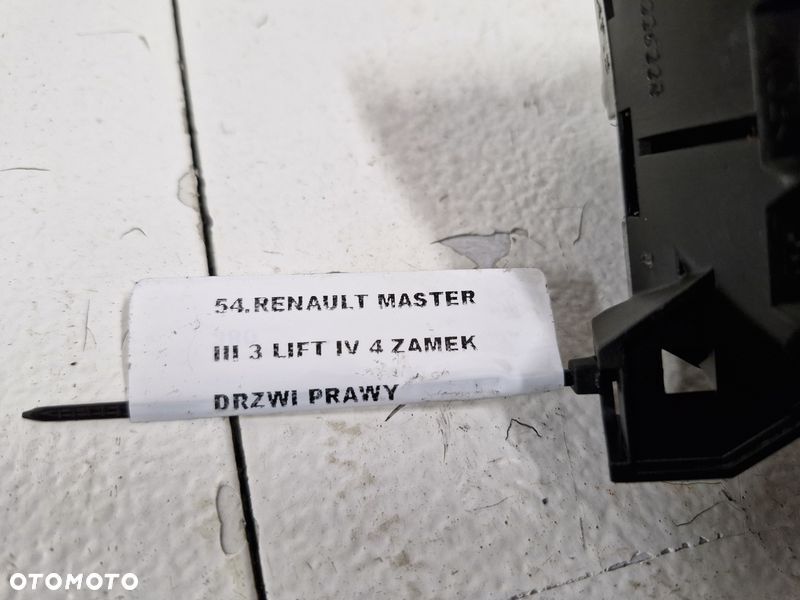 54.RENAULT MASTER
III 3 LIFT IV 4 ZAMEK
DRZWI PRAWY
OTOMOTO